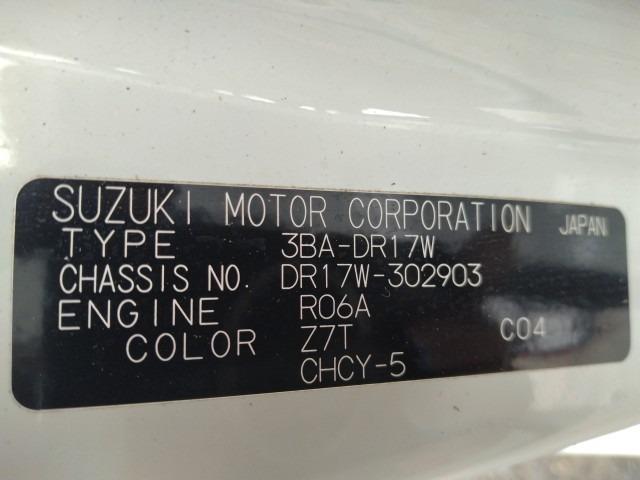 SUZUKI MOTOR CORPORATION JAPAN
TYPE 3BA-DR17W
CHASSIS NO. DR17W-302903
ENGINE R06A
COLOR Z7T C04
CHCY-5